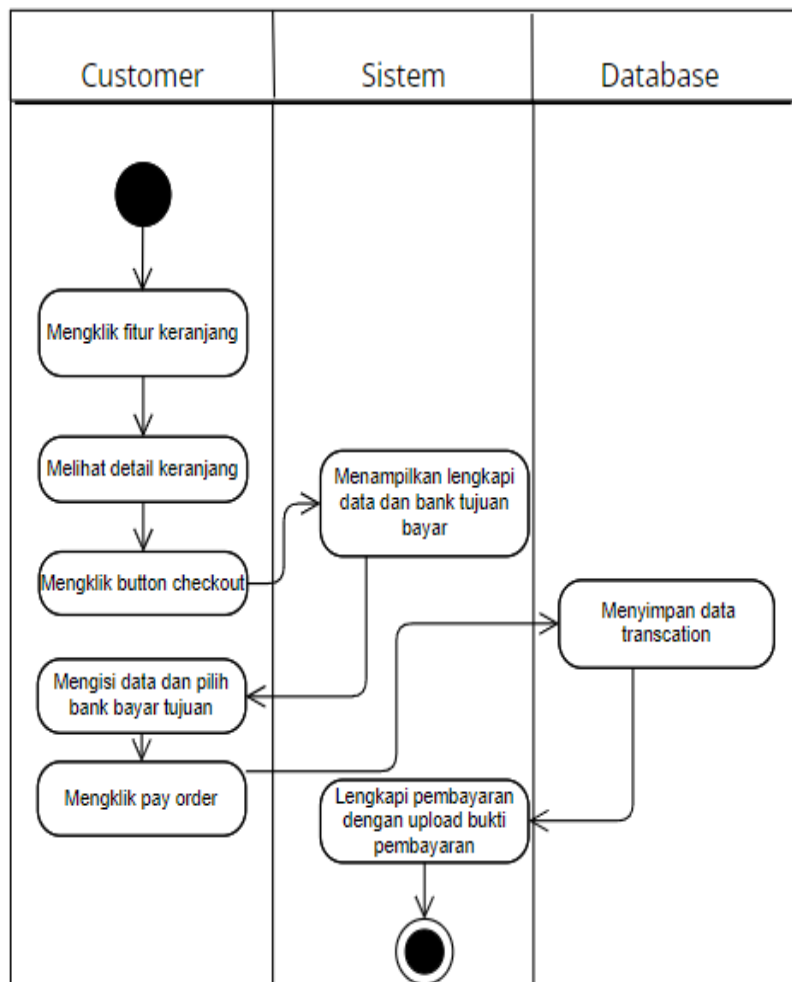 Customer
Sistem
Database
Mengklik fitur keranjang
Melihat detail keranjang
Mengklik button checkout
Menampilkan lengkapi
data dan bank tujuan
bayar
Mengisi data dan pilih
bank bayar tujuan
Mengklik pay order
Menyimpan data
transcation
Lengkapi pembayaran
dengan upload bukti
pembayaran